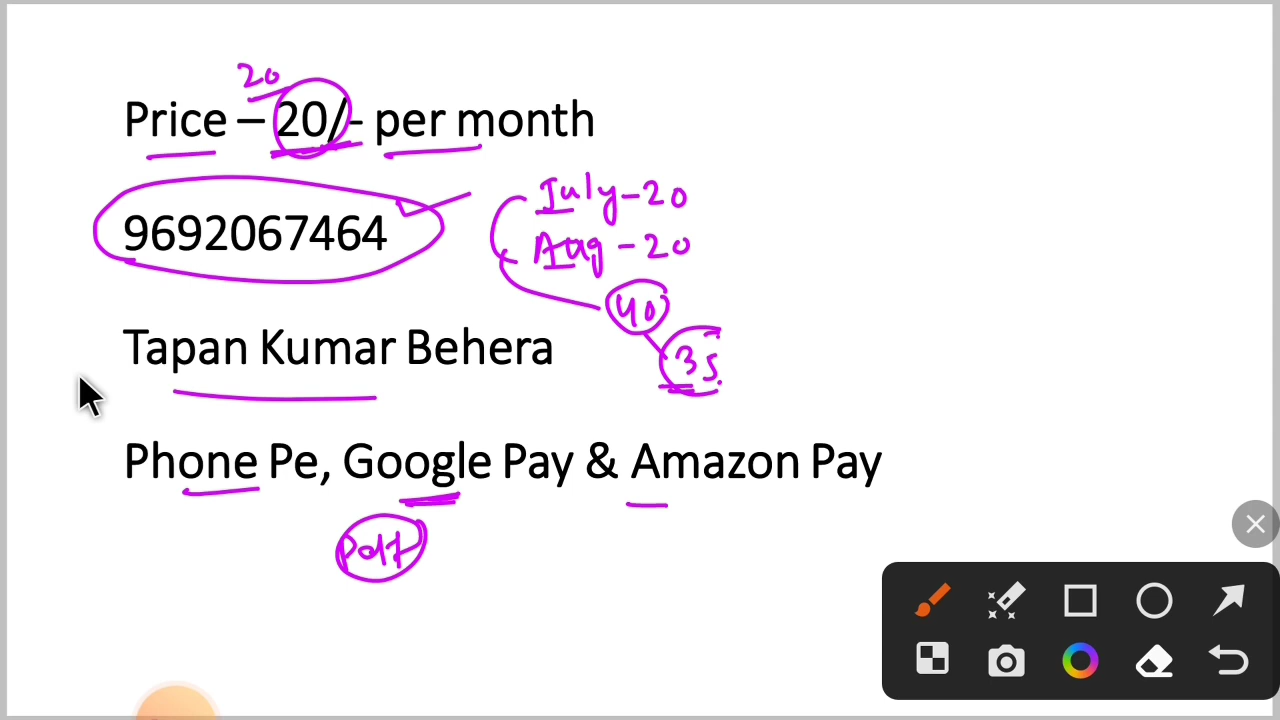 20
Price – 20/- per month
July-20
9692067464
Aug-20
40
Tapan Kumar Behera
35
Phone Pe, Google Pay & Amazon Pay
Pdf